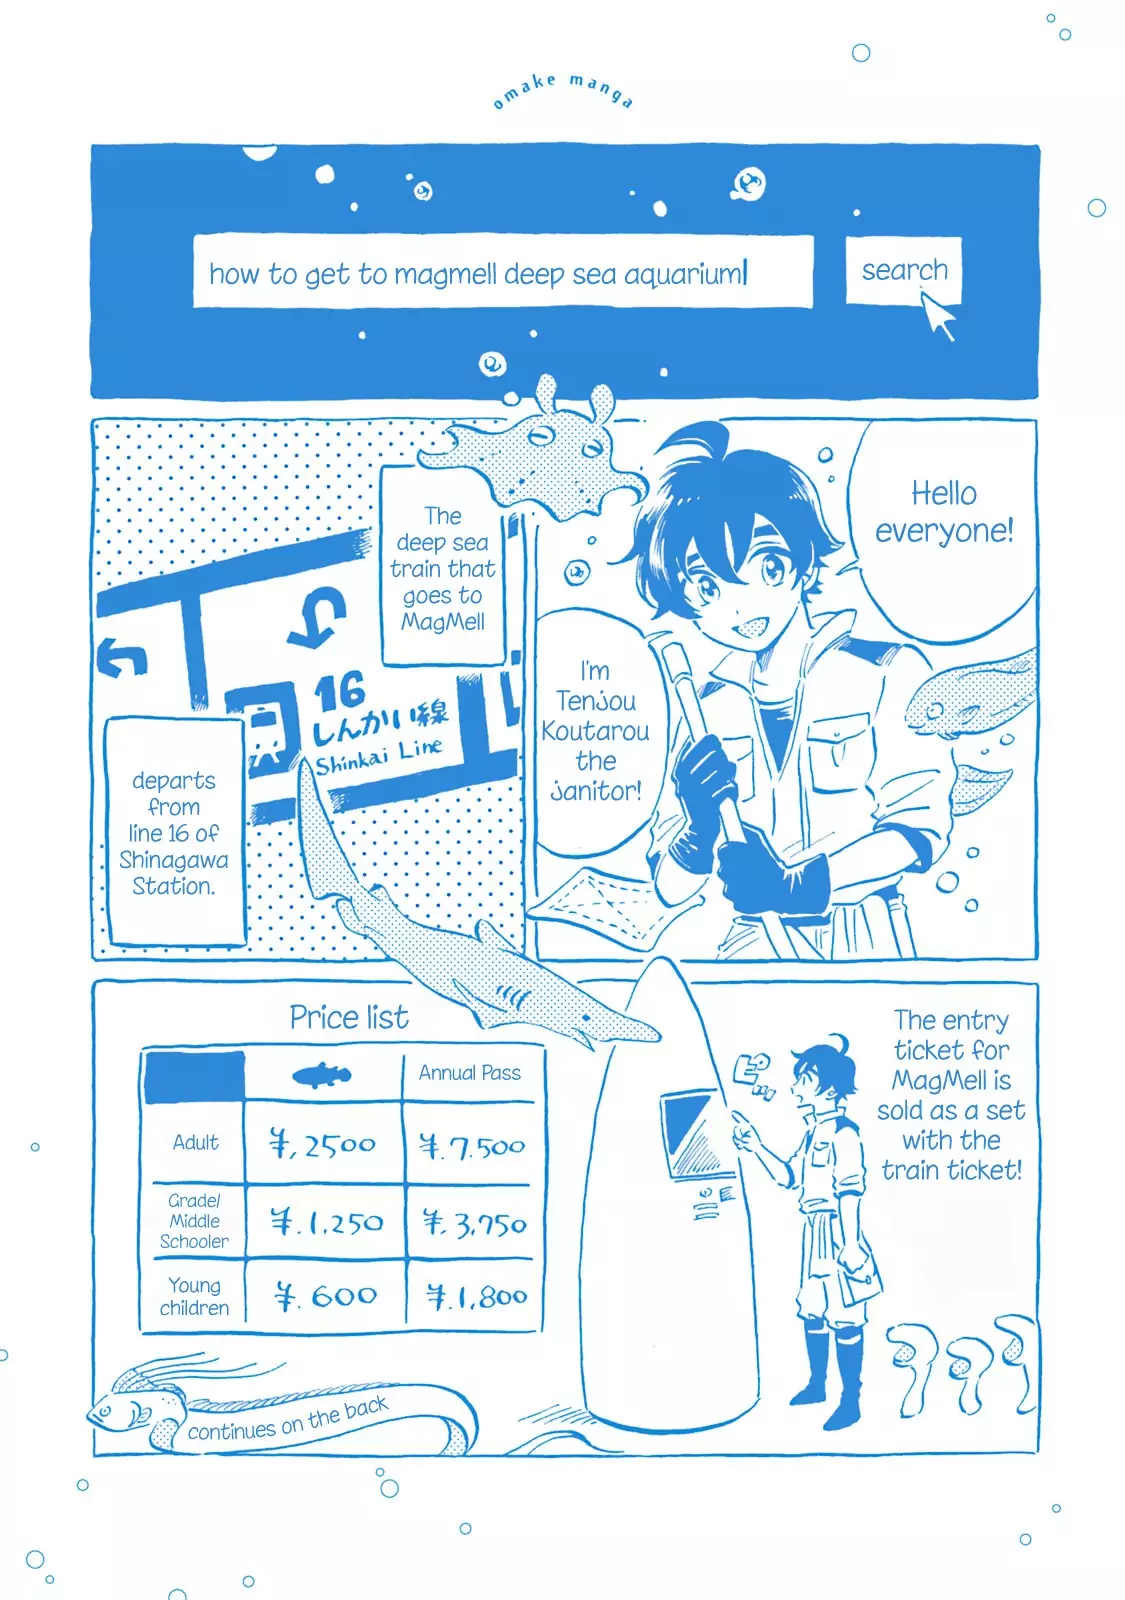 omake manga
how to get to magmell deep sea aquarium
search
Hello
everyone!
I'm
Tenjou
Koutarou
the
janitor!
The
deep sea
train that
goes to
MagMell
16
しんかい線
Shinkai Line
departs
from
line 16 of
Shinagawa
Station.
The entry
ticket for
MagMell is
sold as a set
with the
train ticket!
Price list
Annual Pass
Adult
¥.2500
¥.7.500
Grade/
Middle
Schooler
¥.1,250
¥.3,750
Young
children
¥.600
¥.1,800
continues on the back